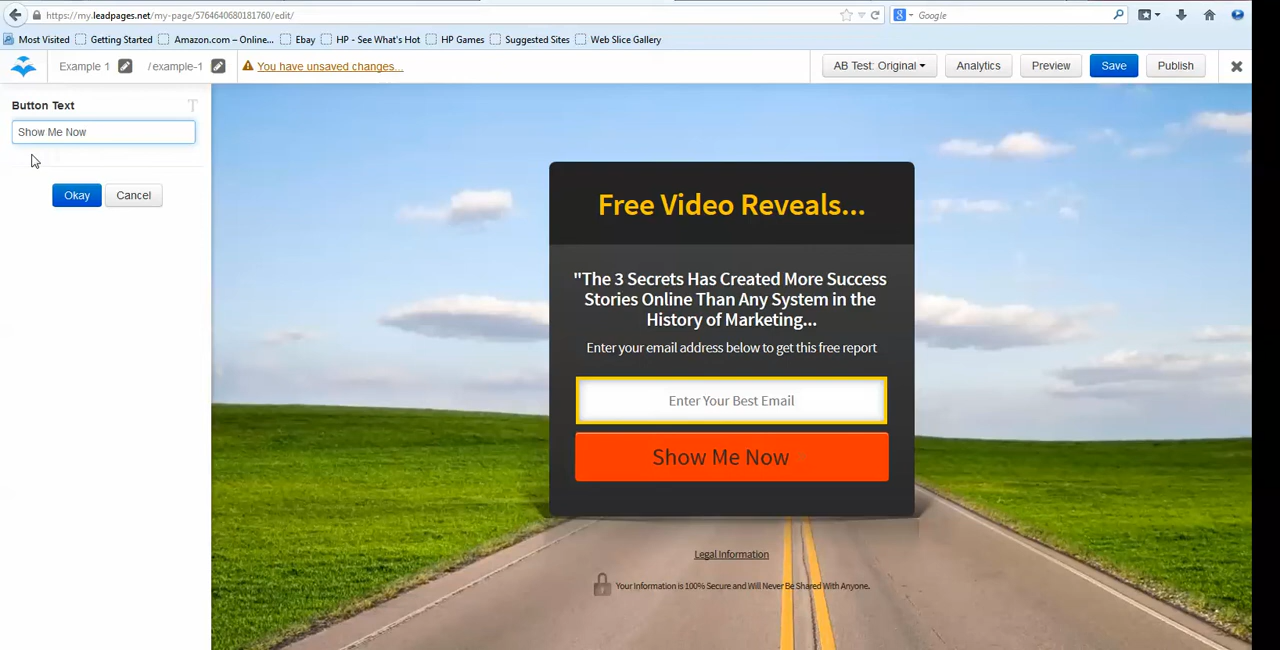 https://my.leadpages.net/my-page/5764640680181760/edit/
Google
Most Visited Getting Started Amazon.com – Online... Ebay HP - See What's Hot HP Games Suggested Sites Web Slice Gallery
Example 1 /example-1 You have unsaved changes... AB Test: Original Analytics Preview Save Publish
Button Text T
Show Me Now
Okay Cancel
Free Video Reveals...
"The 3 Secrets Has Created More Success
Stories Online Than Any System in the
History of Marketing...
Enter your email address below to get this free report
Enter Your Best Email
Show Me Now
Legal Information
Your Information is 100% Secure and Will Never Be Shared With Anyone.